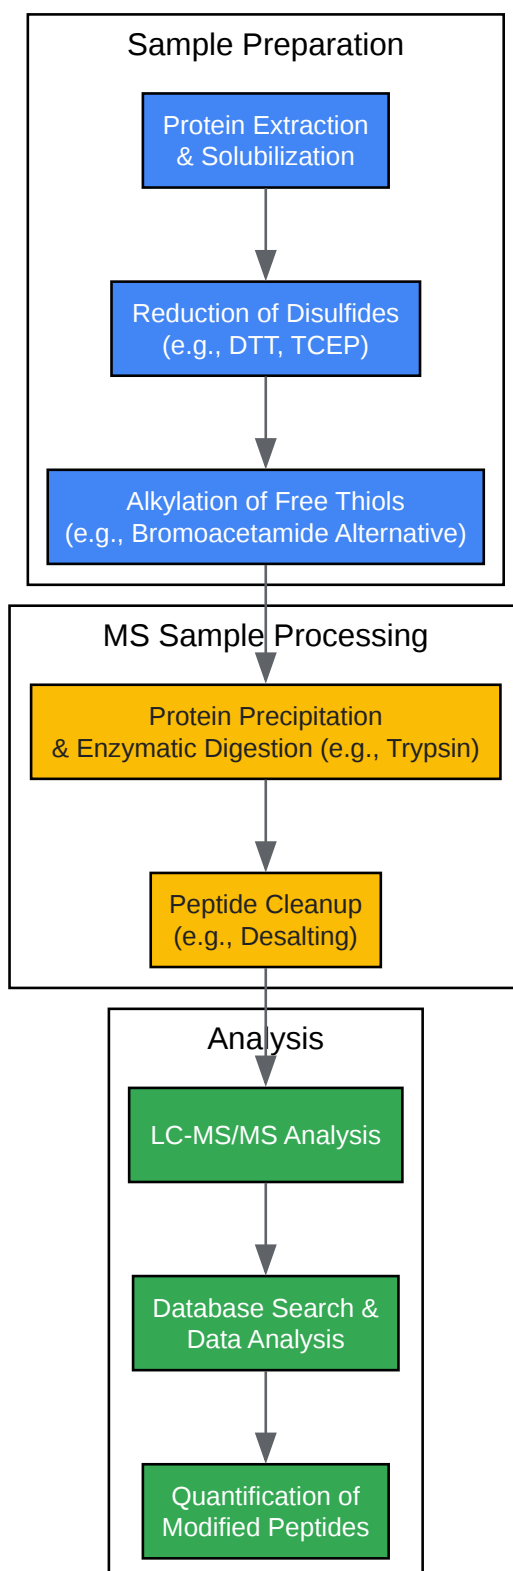 Sample Preparation
Protein Extraction
& Solubilization
Reduction of Disulfides
(e.g., DTT, TCEP)
Alkylation of Free Thiols
(e.g., Bromoacetamide Alternative)
MS Sample Processing
Protein Precipitation
& Enzymatic Digestion (e.g., Trypsin)
Peptide Cleanup
(e.g., Desalting)
Analysis
LC-MS/MS Analysis
Database Search &
Data Analysis
Quantification of
Modified Peptides